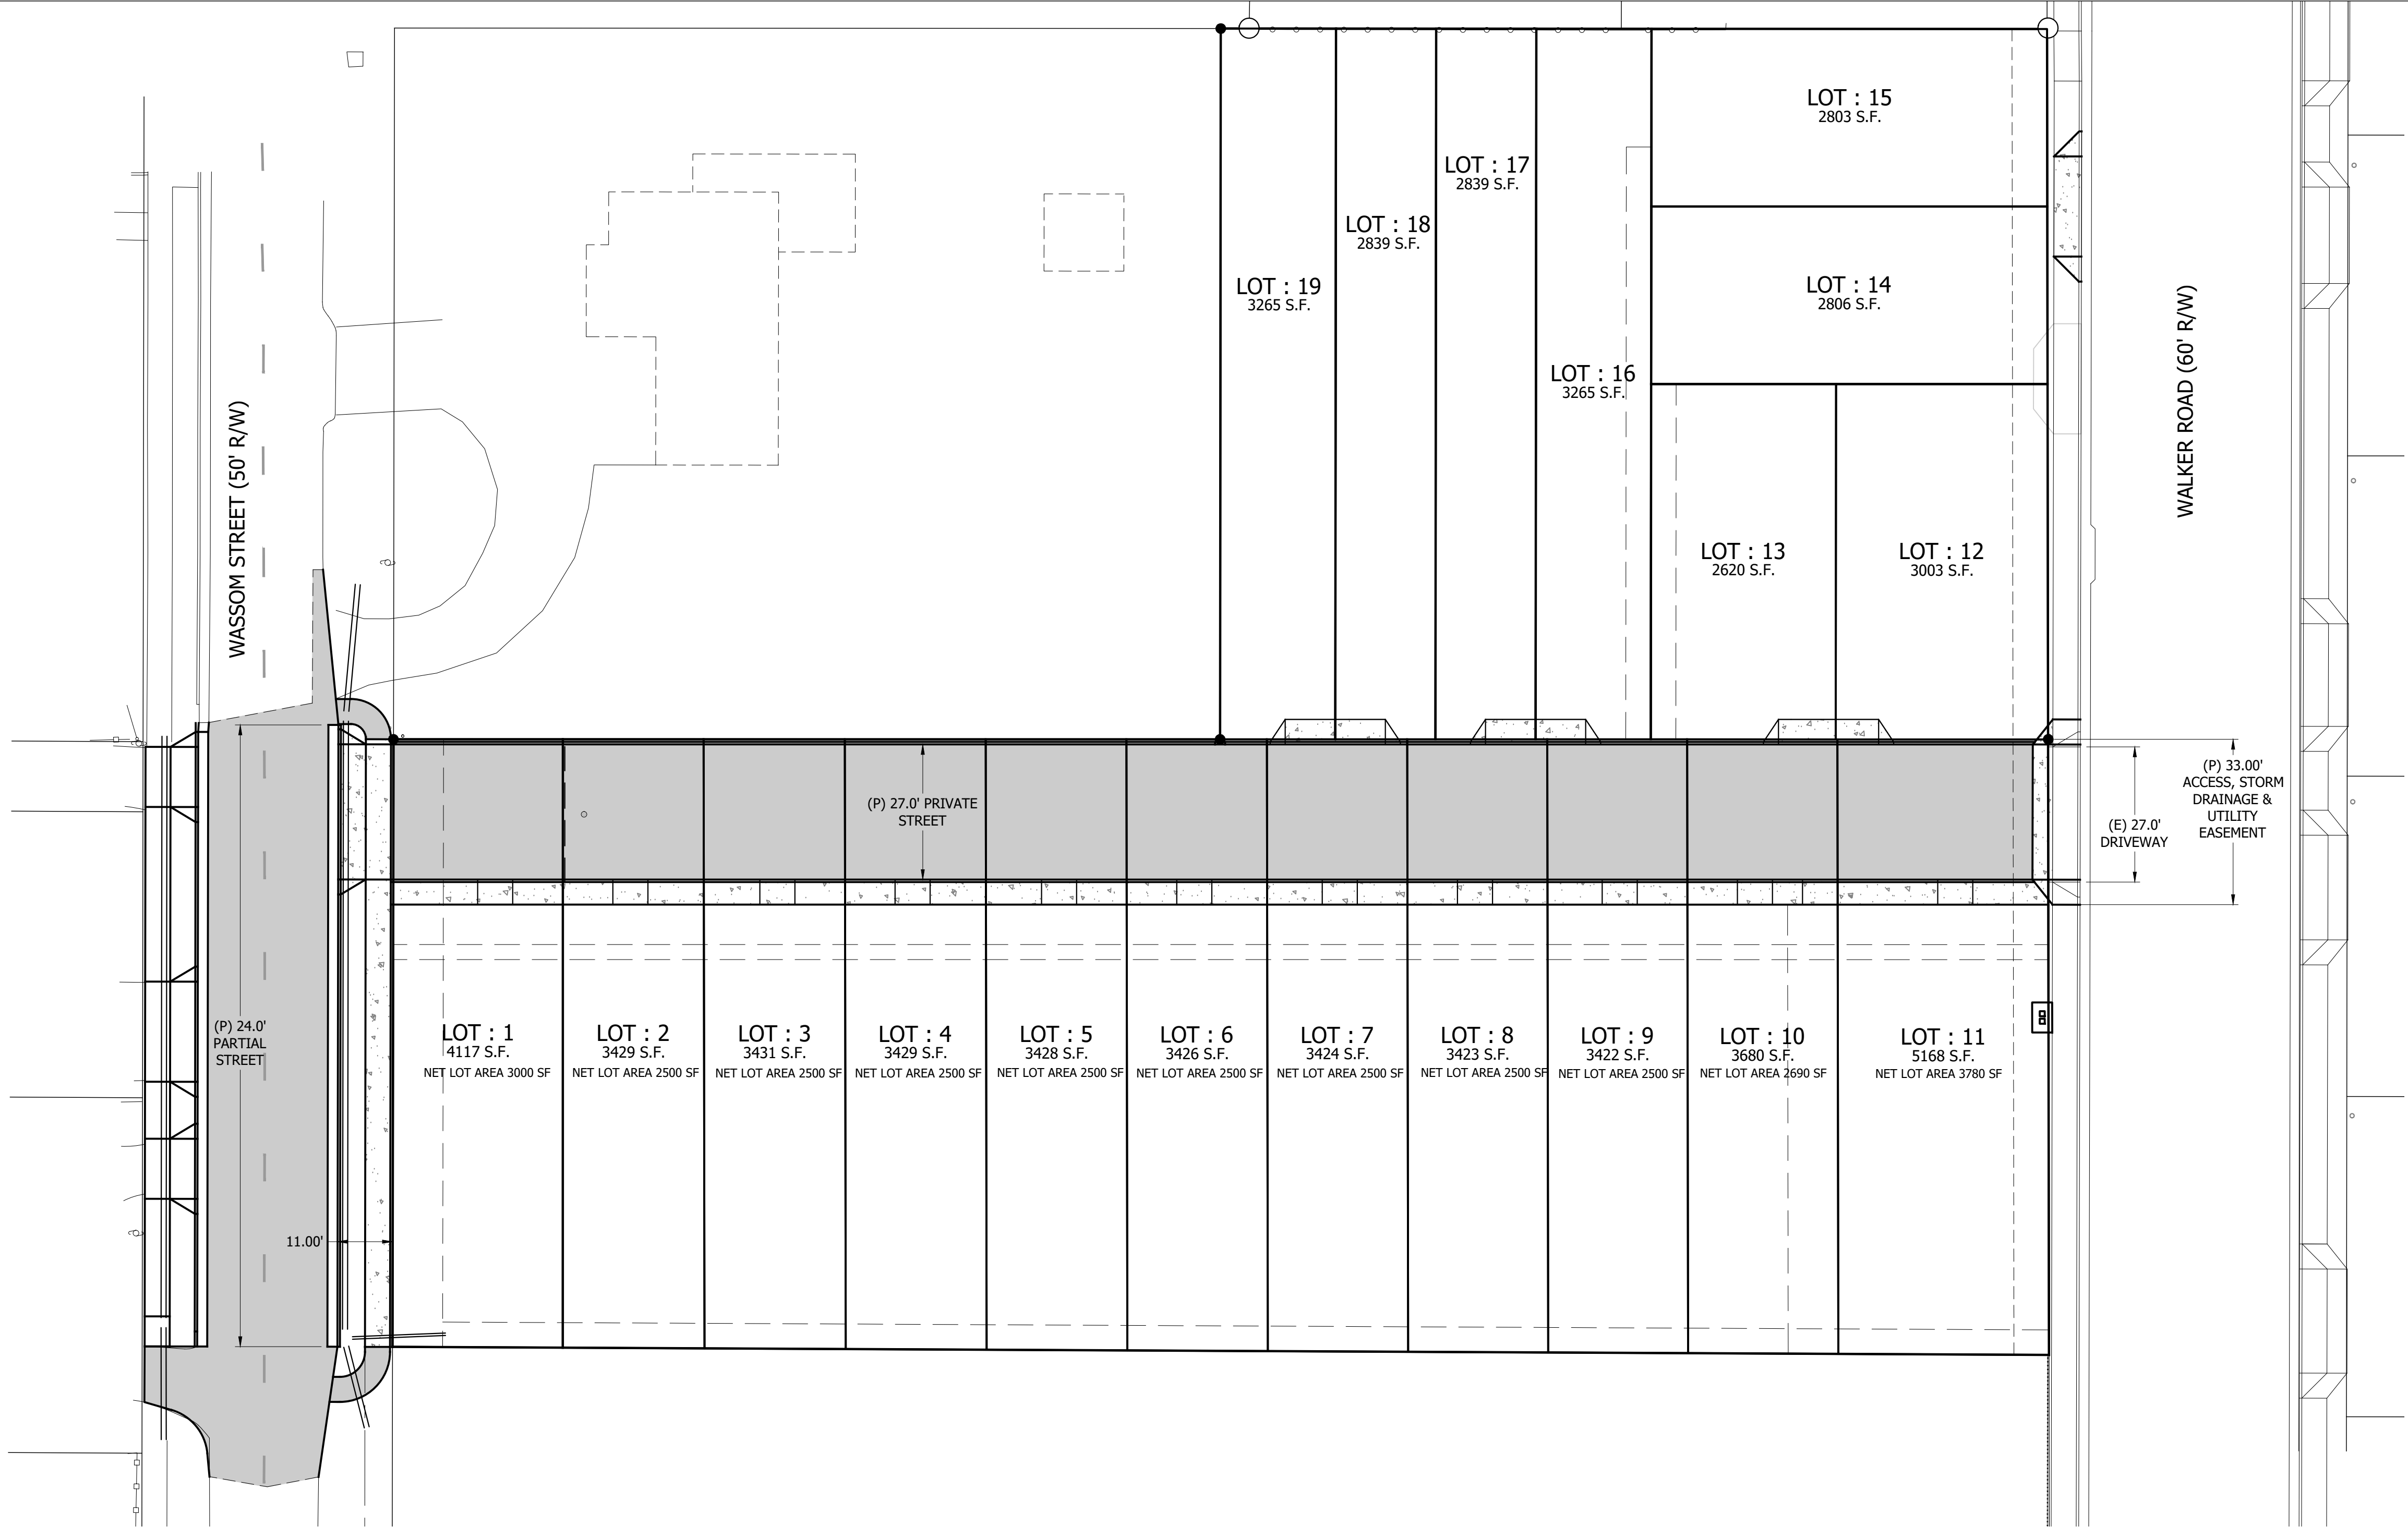 LOT : 15
2803 S.F.
LOT : 17
2839 S.F.
LOT : 18
2839 S.F.
LOT : 19
3265 S.F.
LOT : 14
2806 S.F.
LOT : 16
3265 S.F.
WALKER ROAD (60' R/W)
WASSOM STREET (50' R/W)
LOT : 13
2620 S.F.
LOT : 12
3003 S.F.
(P) 27.0' PRIVATE
STREET
(E) 27.0'
DRIVEWAY
(P) 33.00'
ACCESS, STORM
DRAINAGE &
UTILITY
EASEMENT
(P) 24.0'
PARTIAL
STREET
11.00'
LOT : 1
4117 S.F.
NET LOT AREA 3000 SF
LOT : 2
3429 S.F.
NET LOT AREA 2500 SF
LOT : 3
3431 S.F.
NET LOT AREA 2500 SF
LOT : 4
3429 S.F.
NET LOT AREA 2500 SF
LOT : 5
3428 S.F.
NET LOT AREA 2500 SF
LOT : 6
3426 S.F.
NET LOT AREA 2500 SF
LOT : 7
3424 S.F.
NET LOT AREA 2500 SF
LOT : 8
3423 S.F.
NET LOT AREA 2500 SF
LOT : 9
3422 S.F.
NET LOT AREA 2500 SF
LOT : 10
3680 S.F.
NET LOT AREA 2690 SF
LOT : 11
5168 S.F.
NET LOT AREA 3780 SF